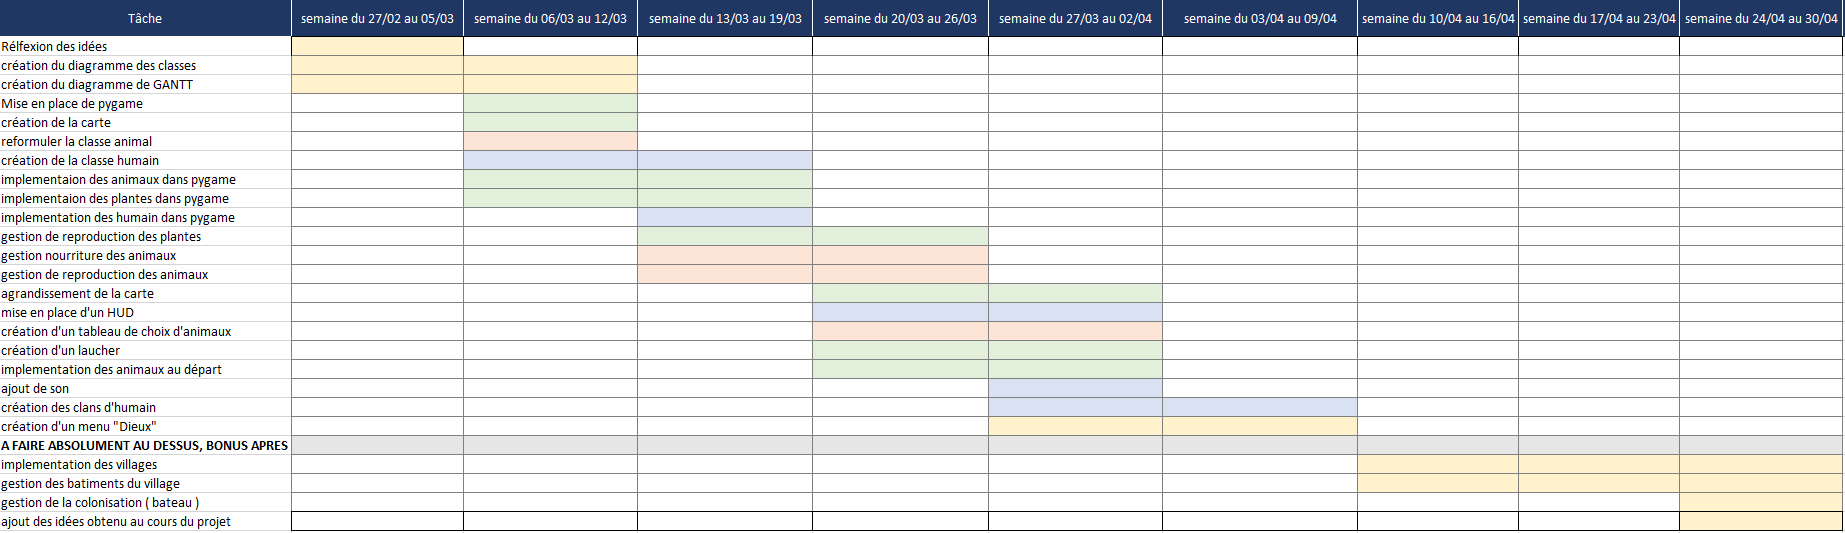 Tâche semaine du 27/02 au 05/03 semaine du 06/03 au 12/03 semaine du 13/03 au 19/03 semaine du 20/03 au 26/03 semaine du 27/03 au 02/04 semaine du 03/04 au 09/04 semaine du 10/04 au 16/04 semaine du 17/04 au 23/04 semaine du 24/04 au 30/04
Rélfexion des idées
création du diagramme des classes
création du diagramme de GANTT
Mise en place de pygame
création de la carte
reformuler la classe animal
création de la classe humain
implementaion des animaux dans pygame
implementaion des plantes dans pygame
implementation des humain dans pygame
gestion de reproduction des plantes
gestion nourriture des animaux
gestion de reproduction des animaux
agrandissement de la carte
mise en place d'un HUD
création d'un tableau de choix d'animaux
création d'un laucher
implementation des animaux au départ
ajout de son
création des clans d'humain
création d'un menu "Dieux"
A FAIRE ABSOLUMENT AU DESSUS, BONUS APRES
implementation des villages
gestion des batiments du village
gestion de la colonisation ( bateau )
ajout des idées obtenu au cours du projet